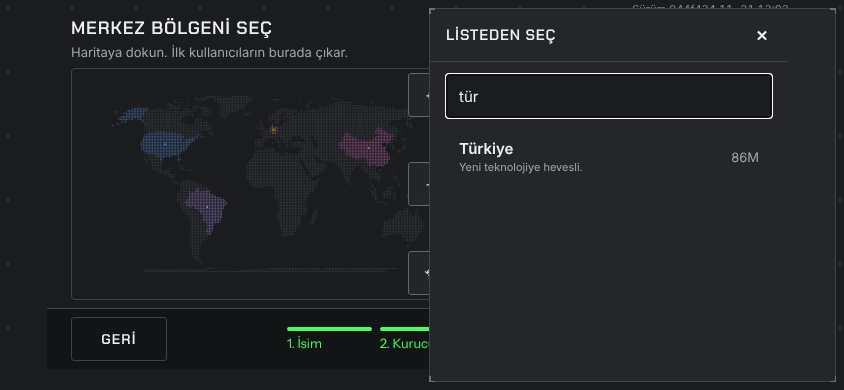 MERKEZ BÖLGENİ SEÇ
Haritaya dokun. İlk kullanıcıların burada çıkar.
LİSTEDEN SEÇ
×
tür
Türkiye
Yeni teknolojiye hevesli.
86M
GERİ
1. İsim
2. Kurucu